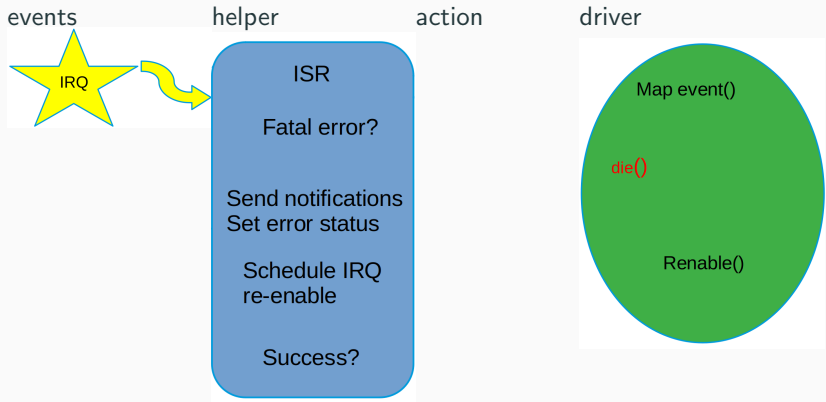 events
helper
action
driver
IRQ
ISR
Fatal error?
Send notifications
Set error status
Schedule IRQ
re-enable
Success?
Map event()
die()
Renable()